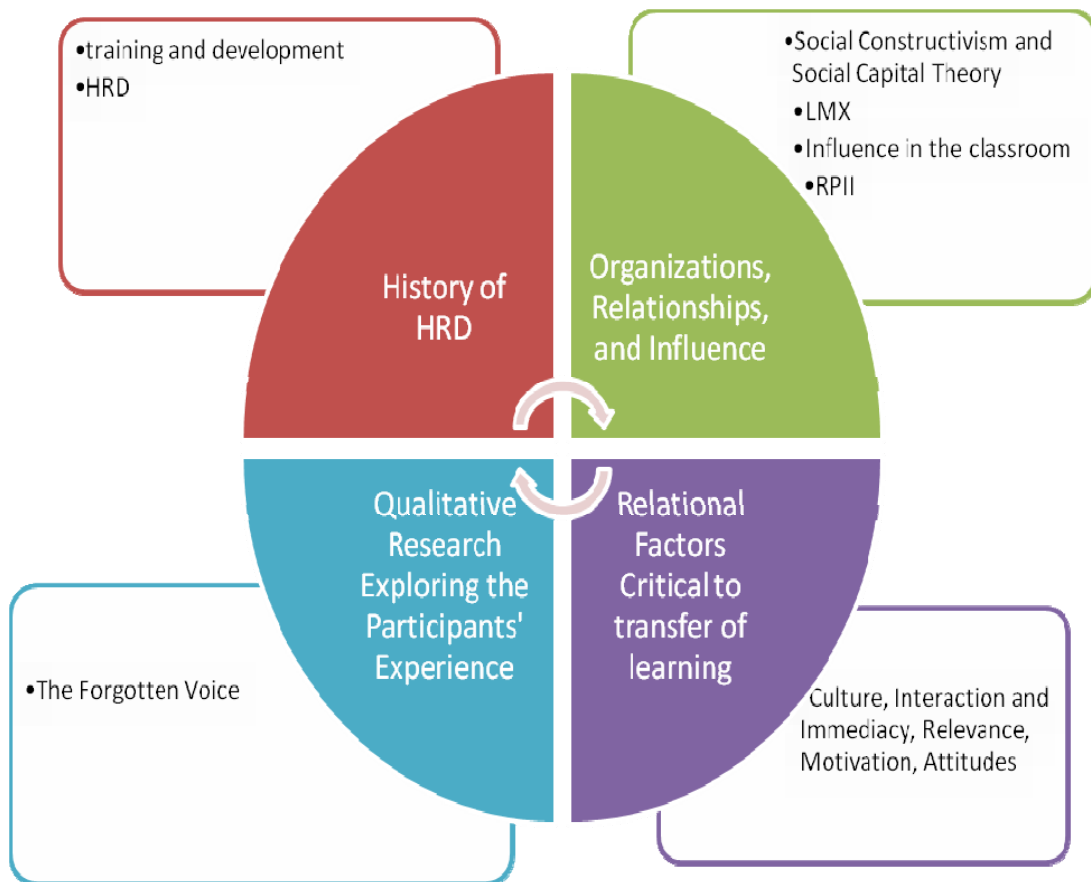 •training and development
•HRD
•Social Constructivism and
Social Capital Theory
•LMX
•Influence in the classroom
•RPII
History of
HRD
Organizations,
Relationships,
and Influence
Qualitative
Research
Exploring the
Participants'
Experience
Relational
Factors
Critical to
transfer of
learning
•The Forgotten Voice
Culture, Interaction and
Immediacy, Relevance,
Motivation, Attitudes